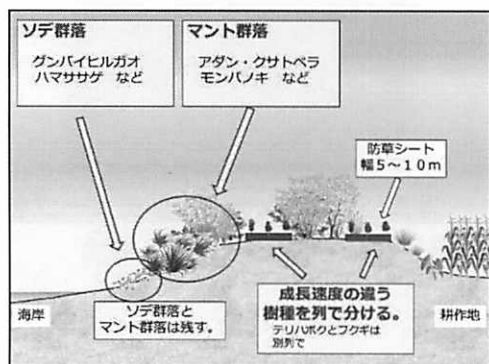 ソデ群落
グンバイヒルガオ
ハマササゲ など
マント群落
アダン・クサトベラ
モンパノキ など
防草シート
幅5～10m
海岸
ソデ群落と
マント群落は残す。
成長速度の違う
樹種を列で分ける。
テリハボクとフクギは
別列で
耕作地